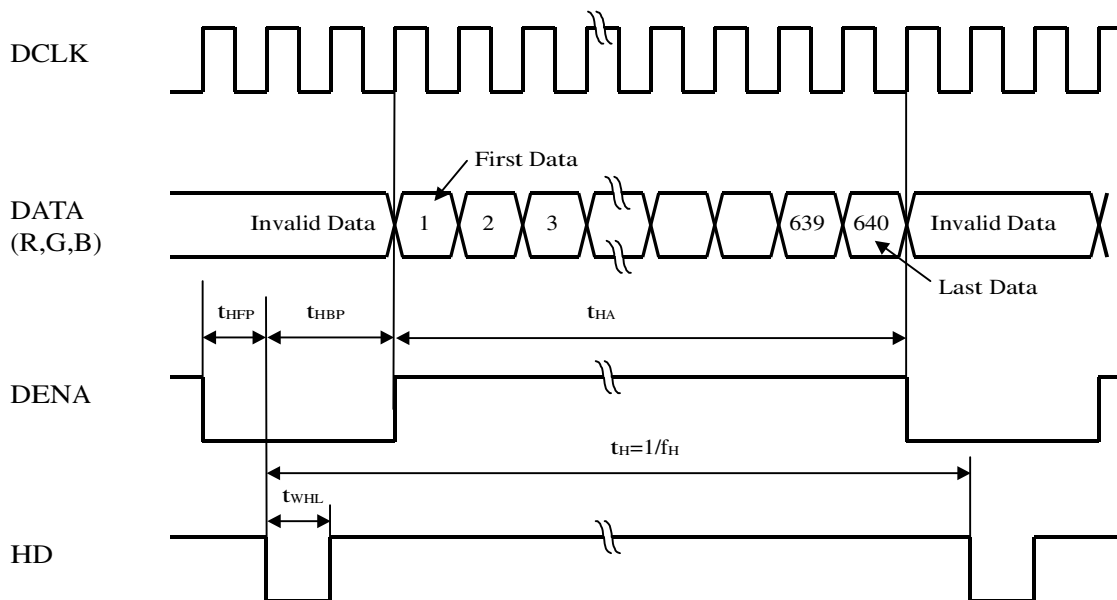 DCLK
First Data
DATA
(R,G,B)
Invalid Data
1
2
3
639
640
Invalid Data
Last Data
tHFP
tHBP
tHA
DENA
tH=1/fH
tWHL
HD